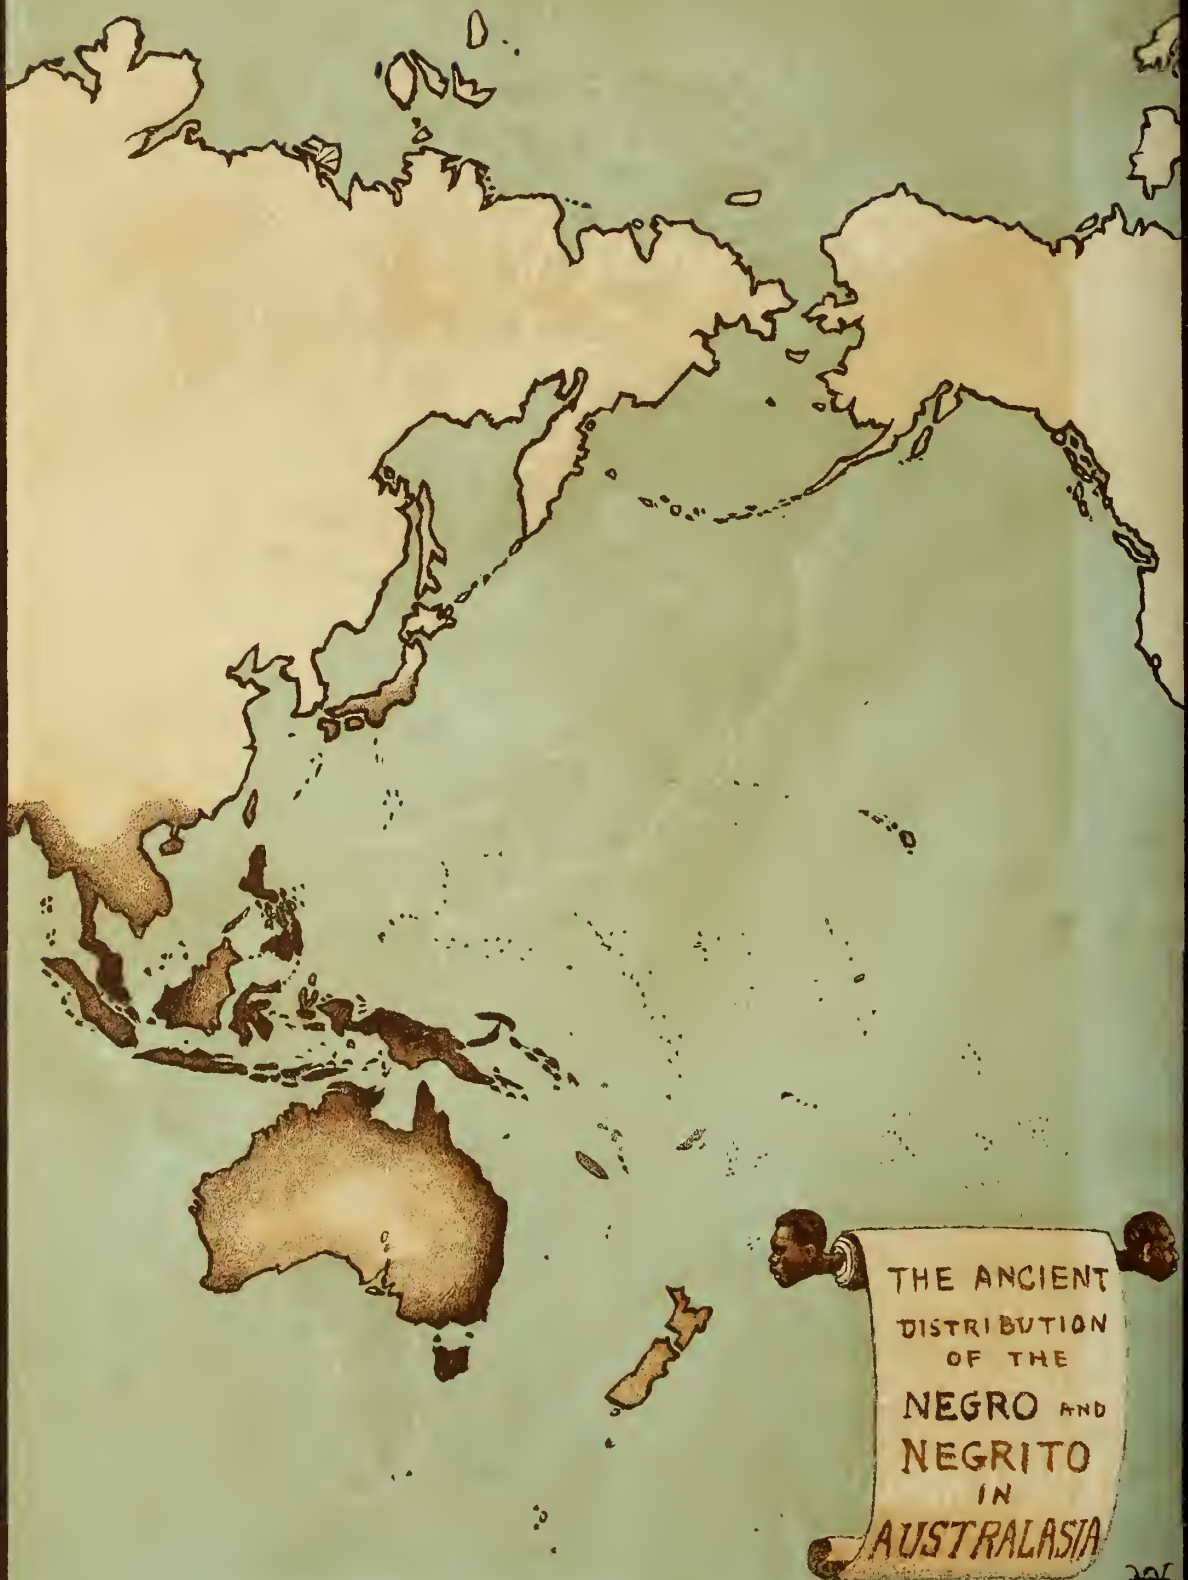 THE ANCIENT
DISTRIBUTION
OF THE
NEGRO AND
NEGRITO
IN
AUSTRALASIA